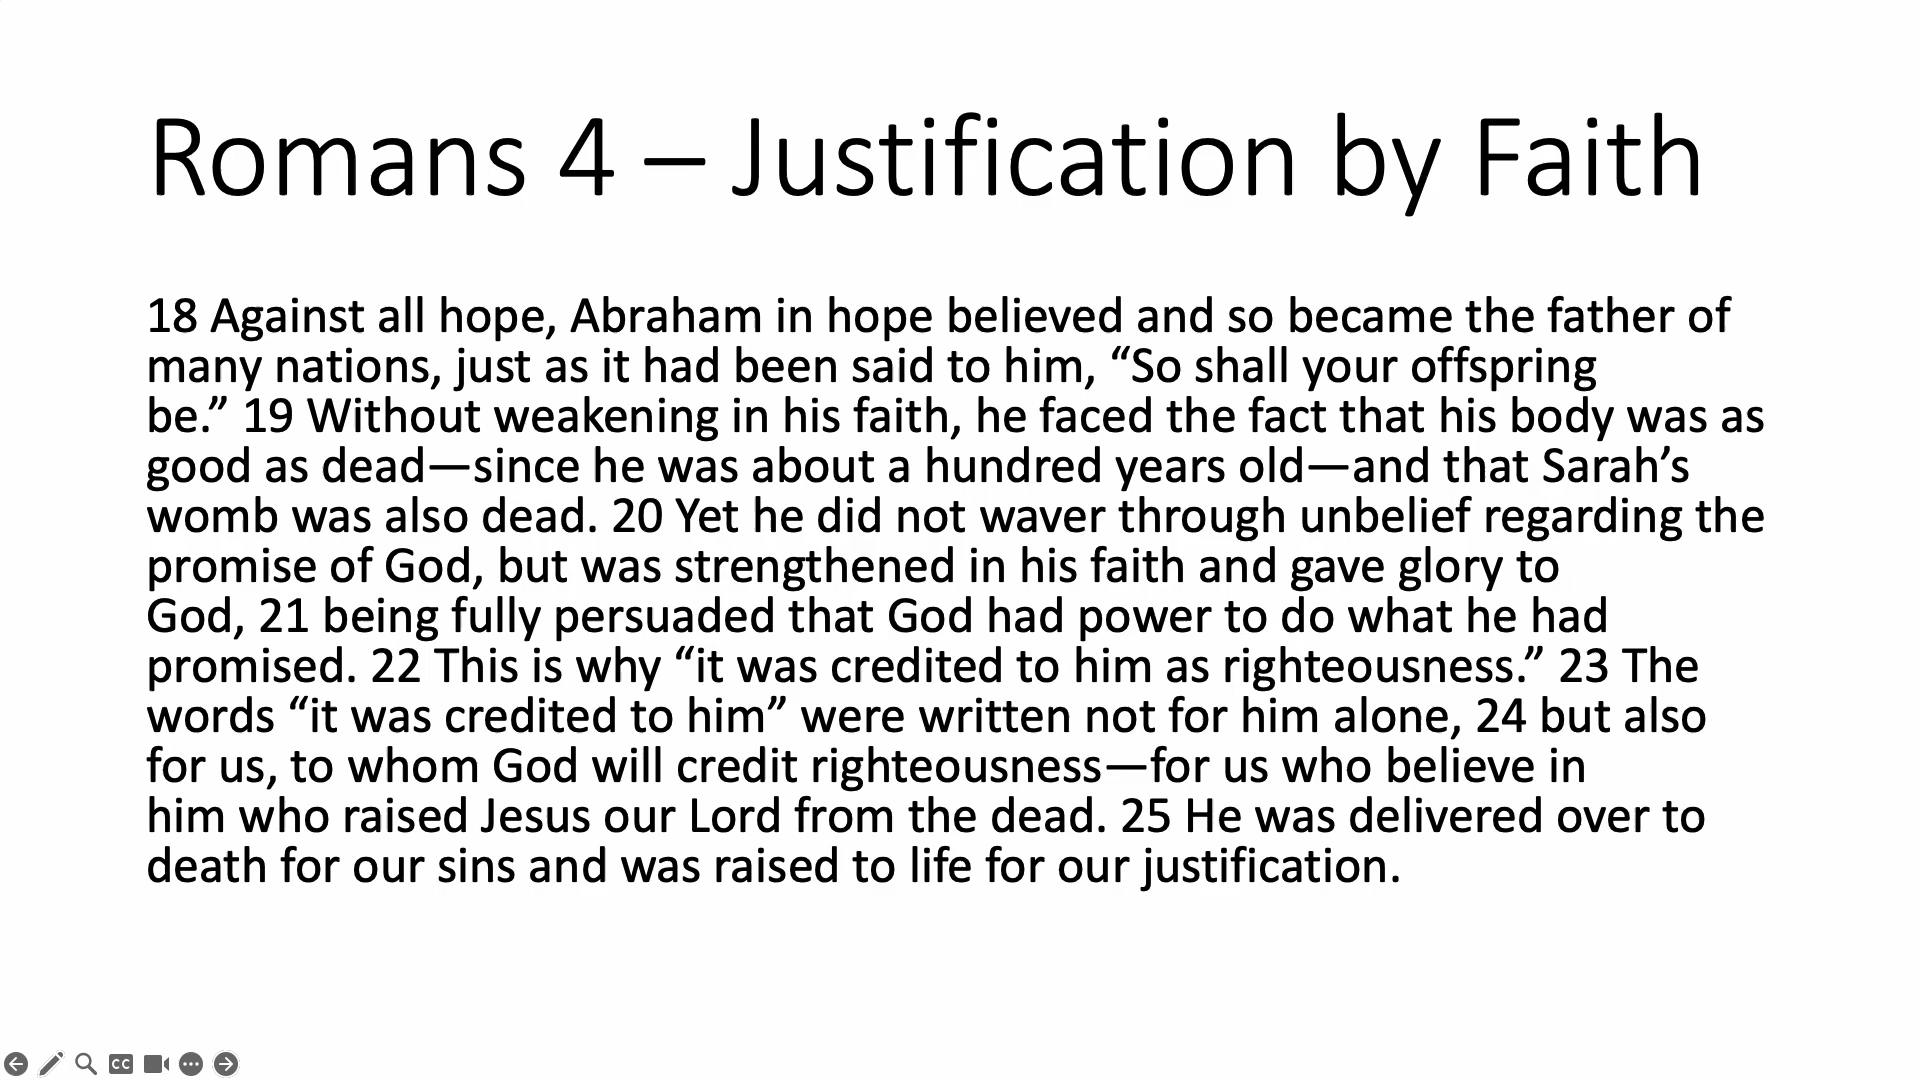 Romans 4 – Justification by Faith
18 Against all hope, Abraham in hope believed and so became the father of
many nations, just as it had been said to him, “So shall your offspring
be.” 19 Without weakening in his faith, he faced the fact that his body was as
good as dead—since he was about a hundred years old—and that Sarah’s
womb was also dead. 20 Yet he did not waver through unbelief regarding the
promise of God, but was strengthened in his faith and gave glory to
God, 21 being fully persuaded that God had power to do what he had
promised. 22 This is why “it was credited to him as righteousness.” 23 The
words “it was credited to him” were written not for him alone, 24 but also
for us, to whom God will credit righteousness—for us who believe in
him who raised Jesus our Lord from the dead. 25 He was delivered over to
death for our sins and was raised to life for our justification.
CC